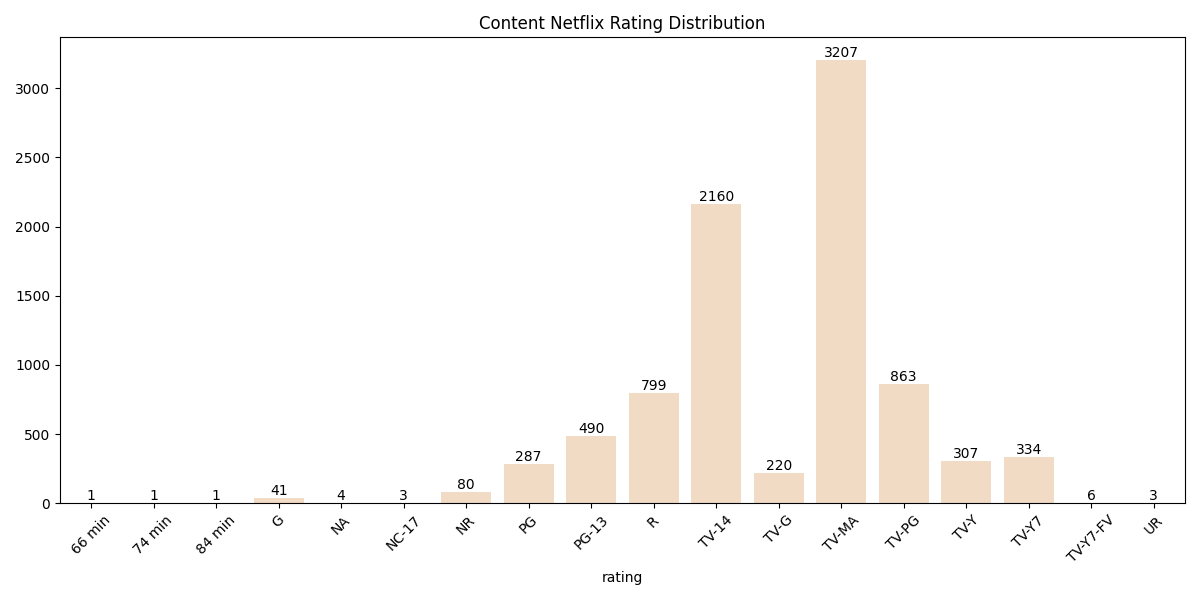 Content Netflix Rating Distribution
3000
2500
2000
1500
1000
500
0
1
1
1
41
4
3
80
287
490
799
2160
220
3207
863
307
334
6
3
66 min
74 min
84 min
G
NA
NC-17
NR
PG
PG-13
R
TV-14
TV-G
TV-MA
TV-PG
TV-Y
TV-Y7
TV-Y7-FV
UR
rating